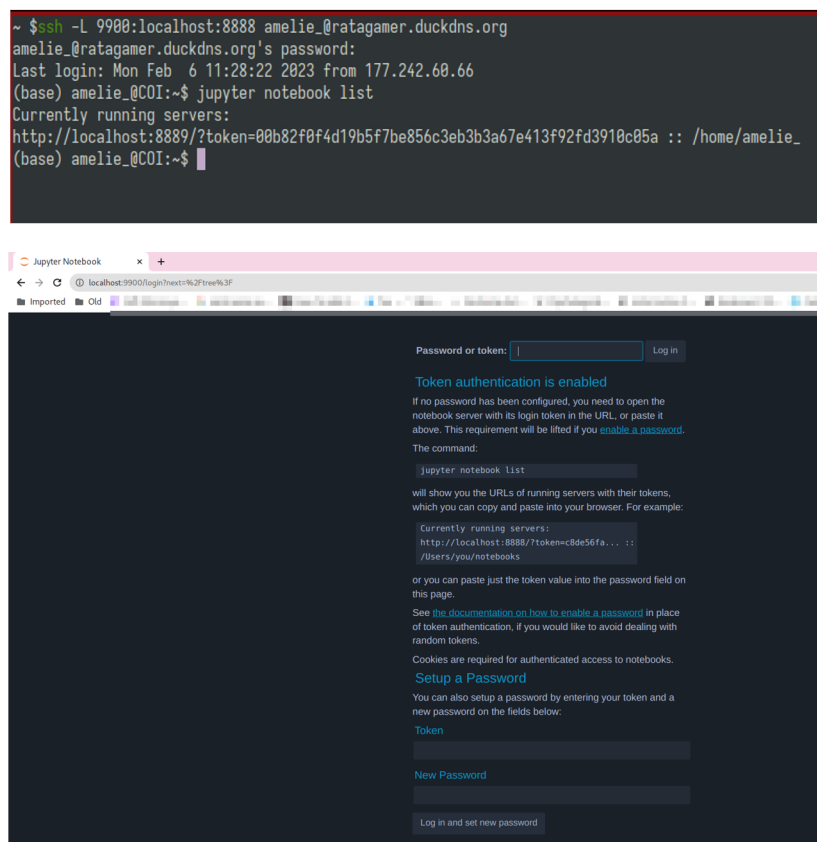 ~ $ssh -L 9900:localhost:8888 amelie_@ratagamer.duckdns.org
amelie_@ratagamer.duckdns.org's password:
Last login: Mon Feb  6 11:28:22 2023 from 177.242.60.66
(base) amelie_@COI:~$ jupyter notebook list
Currently running servers:
http://localhost:8889/?token=00b82f0f4d19b5f7be856c3eb3b3a67e413f92fd3910c05a :: /home/amelie_
(base) amelie_@COI:~$
Jupyter Notebook × +
localhost:9900/login?next=%2Ftree%3F
Imported Old
Password or token: Log in
Token authentication is enabled
If no password has been configured, you need to open the
notebook server with its login token in the URL, or paste it
above. This requirement will be lifted if you enable a password.
The command:
jupyter notebook list
will show you the URLs of running servers with their tokens,
which you can copy and paste into your browser. For example:
Currently running servers:
http://localhost:8888/?token=c8de56fa... ::
/Users/you/notebooks
or you can paste just the token value into the password field on
this page.
See the documentation on how to enable a password in place
of token authentication, if you would like to avoid dealing with
random tokens.
Cookies are required for authenticated access to notebooks.
Setup a Password
You can also setup a password by entering your token and a
new password on the fields below:
Token
New Password
Log in and set new password